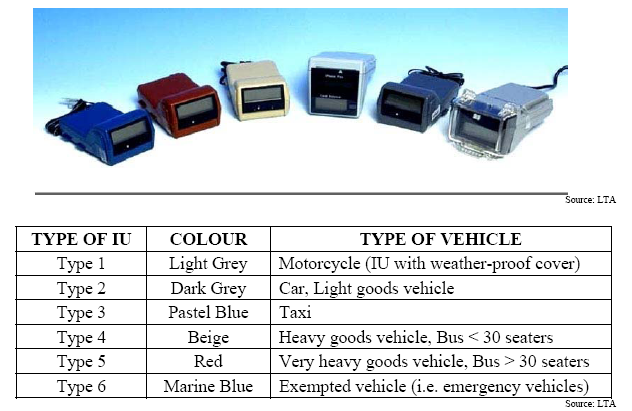 Source: LTA
TYPE OF IU COLOUR TYPE OF VEHICLE
Type 1 Light Grey Motorcycle (IU with weather-proof cover)
Type 2 Dark Grey Car, Light goods vehicle
Type 3 Pastel Blue Taxi
Type 4 Beige Heavy goods vehicle, Bus < 30 seaters
Type 5 Red Very heavy goods vehicle, Bus > 30 seaters
Type 6 Marine Blue Exempted vehicle (i.e. emergency vehicles)
Source: LTA